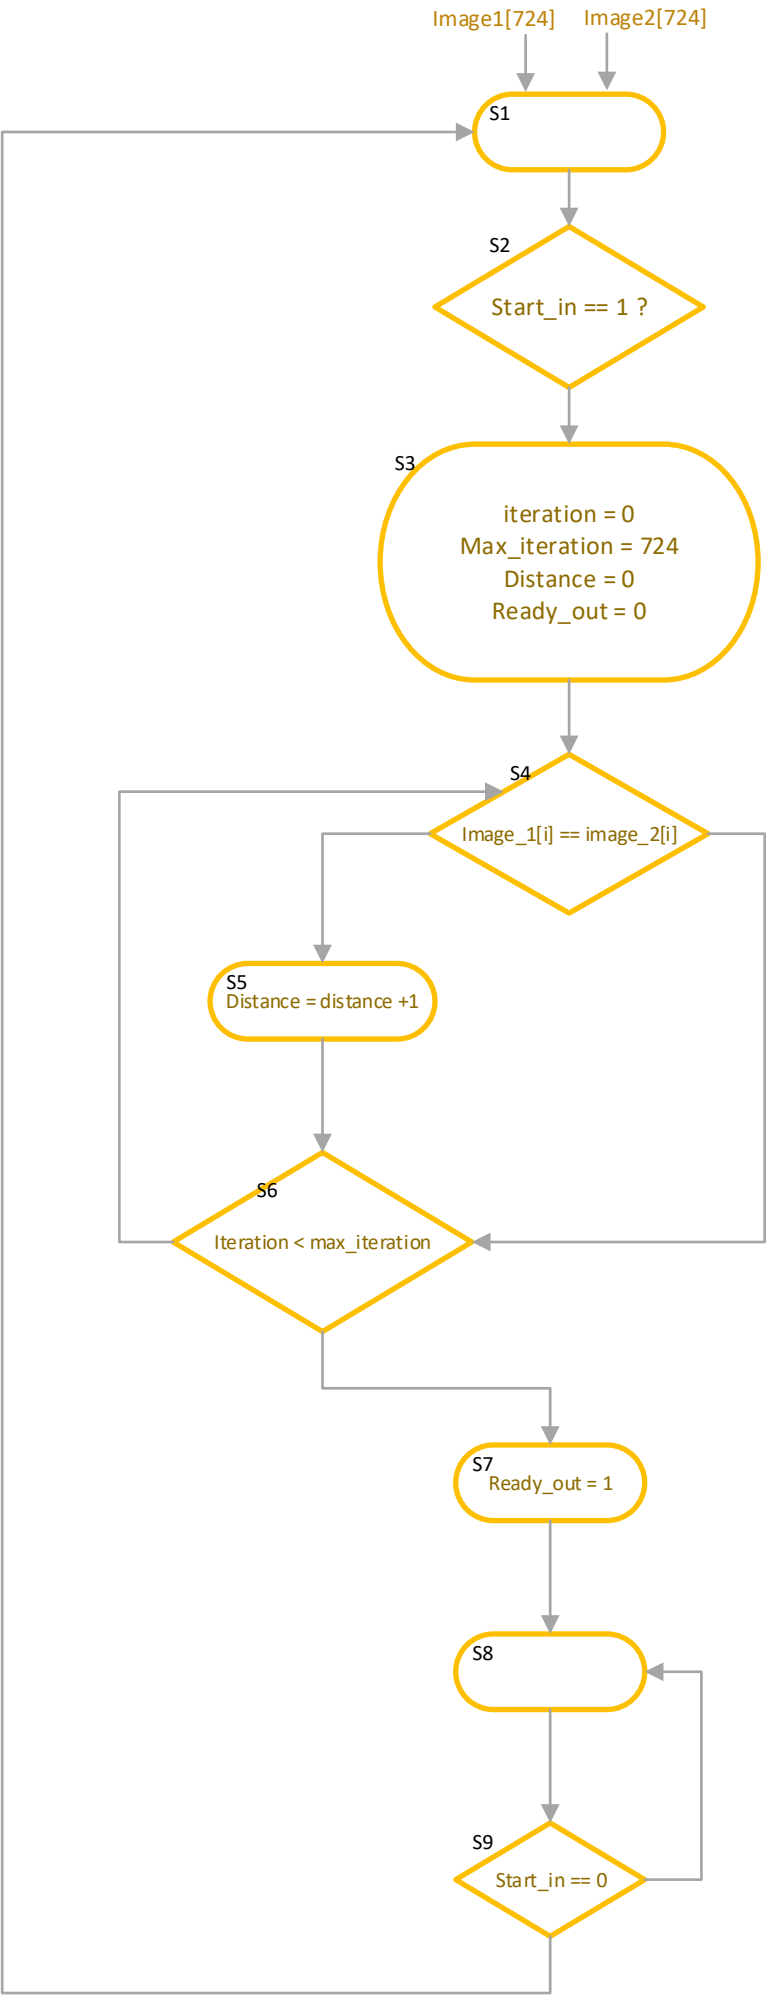 Image1[724]
Image2[724]
S1
S2
Start_in == 1 ?
S3
iteration = 0
Max_iteration = 724
Distance = 0
Ready_out = 0
S4
Image_1[i] == image_2[i]
S5
Distance = distance +1
S6
Iteration < max_iteration
S7
Ready_out = 1
S8
S9
Start_in == 0